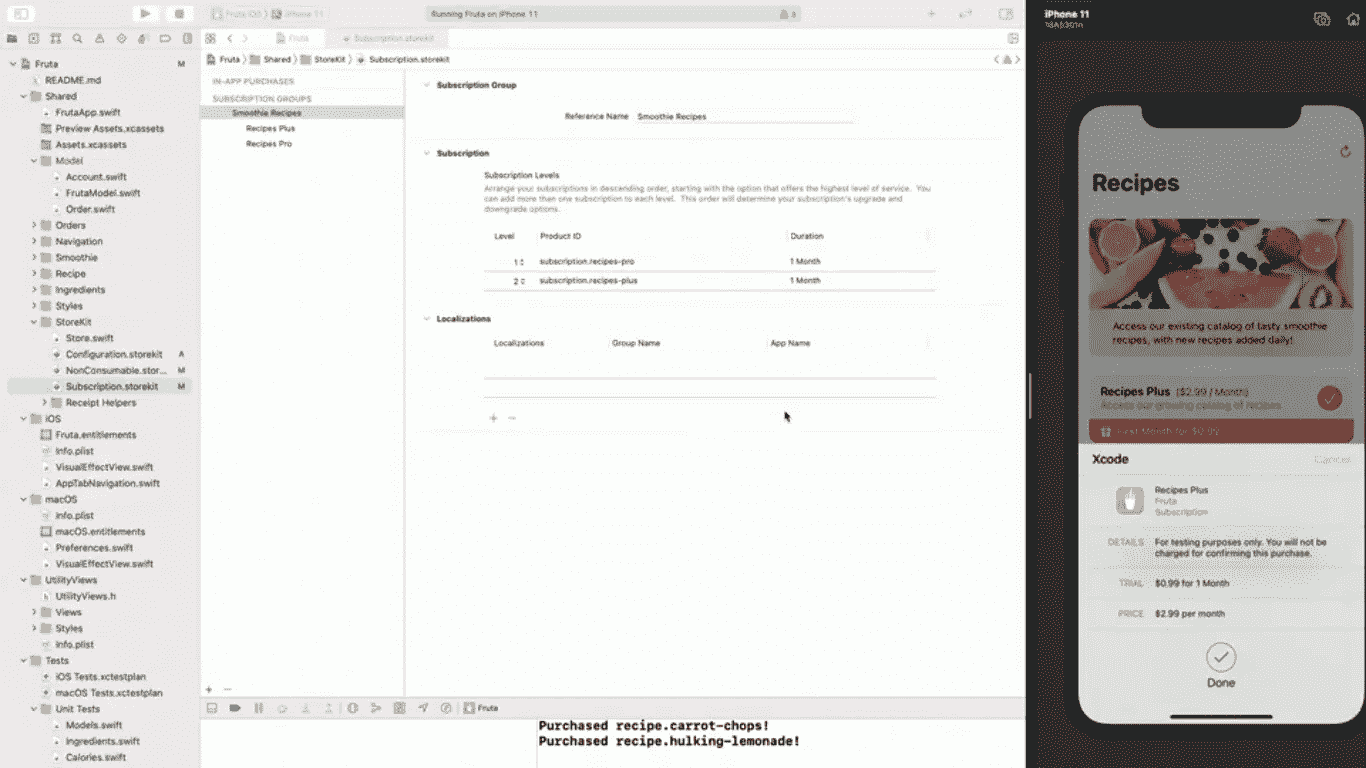 Fruta iOS
iPhone 11
Running Fruta on iPhone 11
Fruta
Subscription.storekit
Fruta
Shared
StoreKit
Subscription.storekit
Fruta M
README.md
Shared
FrutaApp.swift
Preview Assets.xcassets
Assets.xcassets
Model
Account.swift
FrutaModel.swift
Order.swift
Orders
Navigation
Smoothie
Recipe
Ingredients
Styles
StoreKit
Store.swift
Configuration.storekit A
NonConsumable.stor... M
Subscription.storekit M
Receipt Helpers
iOS
Fruta.entitlements
Info.plist
VisualEffectView.swift
AppTabNavigation.swift
macOS
Info.plist
macOS.entitlements
Preferences.swift
VisualEffectView.swift
UtilityViews
UtilityViews.h
Views
Styles
Info.plist
Tests
iOS Tests.xctestplan
macOS Tests.xctestplan
Unit Tests
Models.swift
Ingredients.swift
Calories.swift
IN-APP PURCHASES
SUBSCRIPTION GROUPS
Smoothie Recipes
Recipes Plus
Recipes Pro
Subscription Group
Reference Name Smoothie Recipes
Subscription
Subscription Levels
Arrange your subscriptions in descending order, starting with the option that offers the highest level of service. You
can add more than one subscription to each level. This order will determine your subscription's upgrade and
downgrade options.
Level Product ID Duration
1 subscription.recipes-pro 1 Month
2 subscription.recipes-plus 1 Month
Localizations
Localizations Group Name App Name
Fruta
Purchased recipe.carrot-chops!
Purchased recipe.hulking-lemonade!
iPhone 11
Recipes
Access our existing catalog of tasty smoothie
recipes, with new recipes added daily!
Recipes Plus ($2.99 / Month)
Access our growing catalog of recipes
First Month for $0.99
Xcode Cancel
Recipes Plus
Fruta
Subscription
DETAILS For testing purposes only. You will not be
charged for confirming this purchase.
TRIAL $0.99 for 1 Month
PRICE $2.99 per month
Done